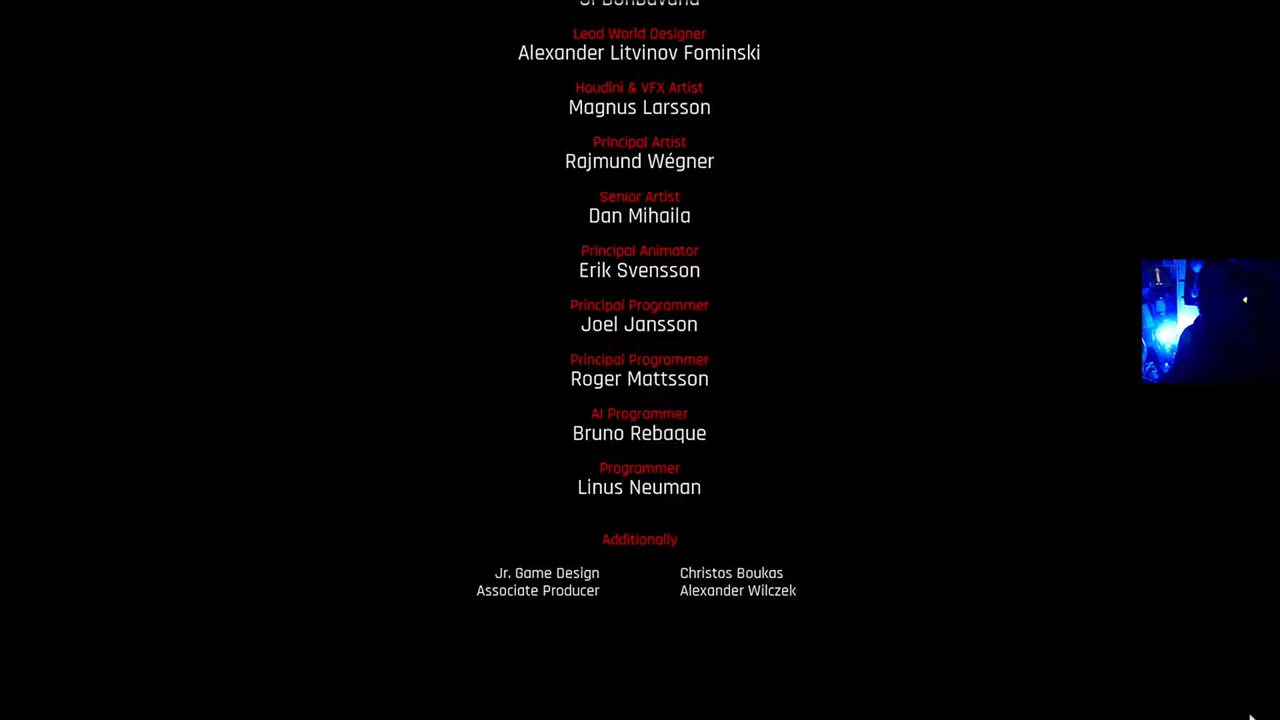 Lead World Designer
Alexander Litvinov Fominski
Houdini & VFX Artist
Magnus Larsson
Principal Artist
Rajmund Wégner
Senior Artist
Dan Mihaila
Principal Animator
Erik Svensson
Principal Programmer
Joel Jansson
Principal Programmer
Roger Mattsson
AI Programmer
Bruno Rebaque
Programmer
Linus Neuman
Additionally
Jr. Game Design Christos Boukas
Associate Producer Alexander Wilczek